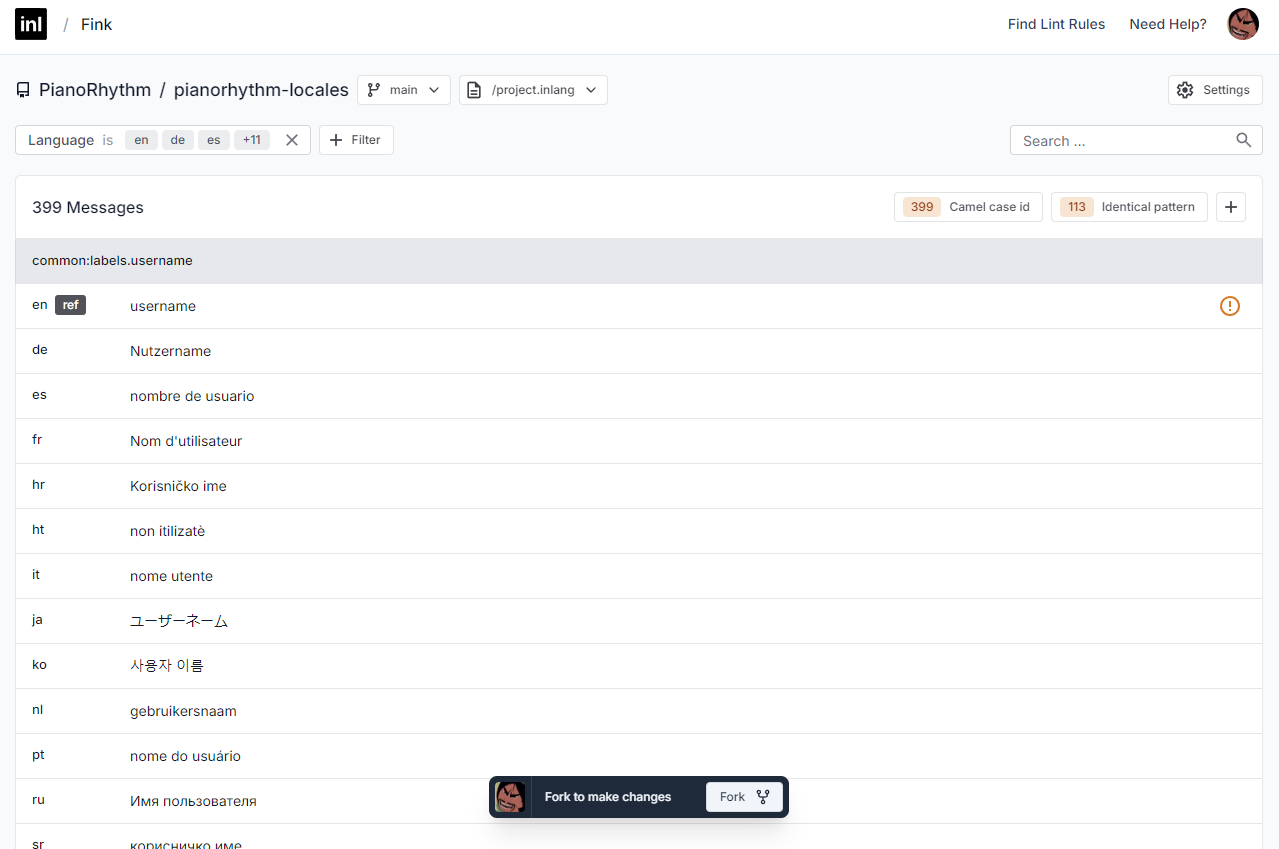 inl / Fink Find Lint Rules Need Help?
PianoRhythm / pianorhythm-locales main /project.inlang Settings
Language is en de es +11 Filter Search ...
399 Messages 399 Camel case id 113 Identical pattern
common:labels.username
en ref username
de Nutzername
es nombre de usuario
fr Nom d'utilisateur
hr Korisničko ime
ht non itilizatè
it nome utente
ja ユーザーネーム
ko 사용자 이름
nl gebruikersnaam
pt nome do usuário
ru Имя пользователя
Fork to make changes Fork
sr корисничко име